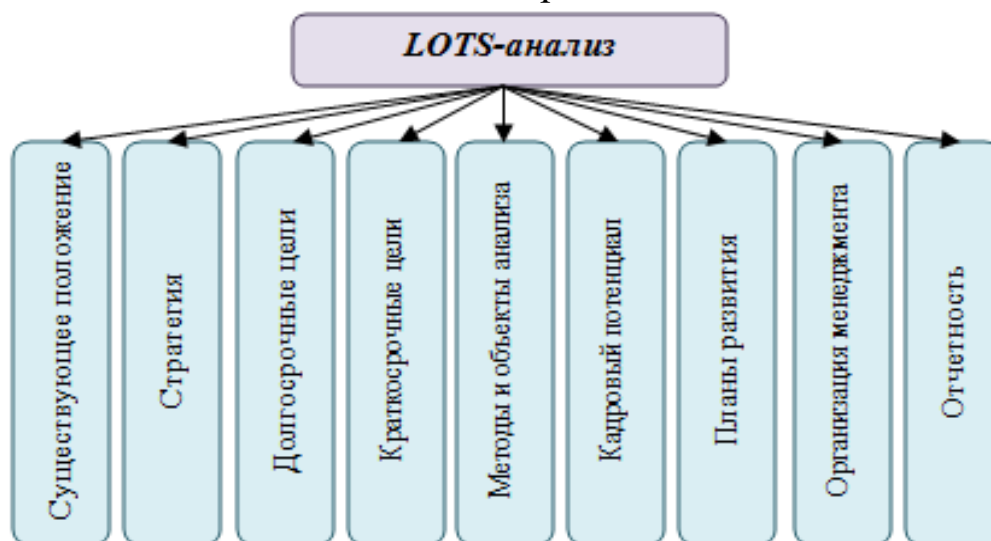 LOTS-анализ
Существующее положение
Стратегия
Долгосрочные цели
Краткосрочные цели
Методы и объекты анализа
Кадровый потенциал
Планы развития
Организация менеджмента
Отчетность